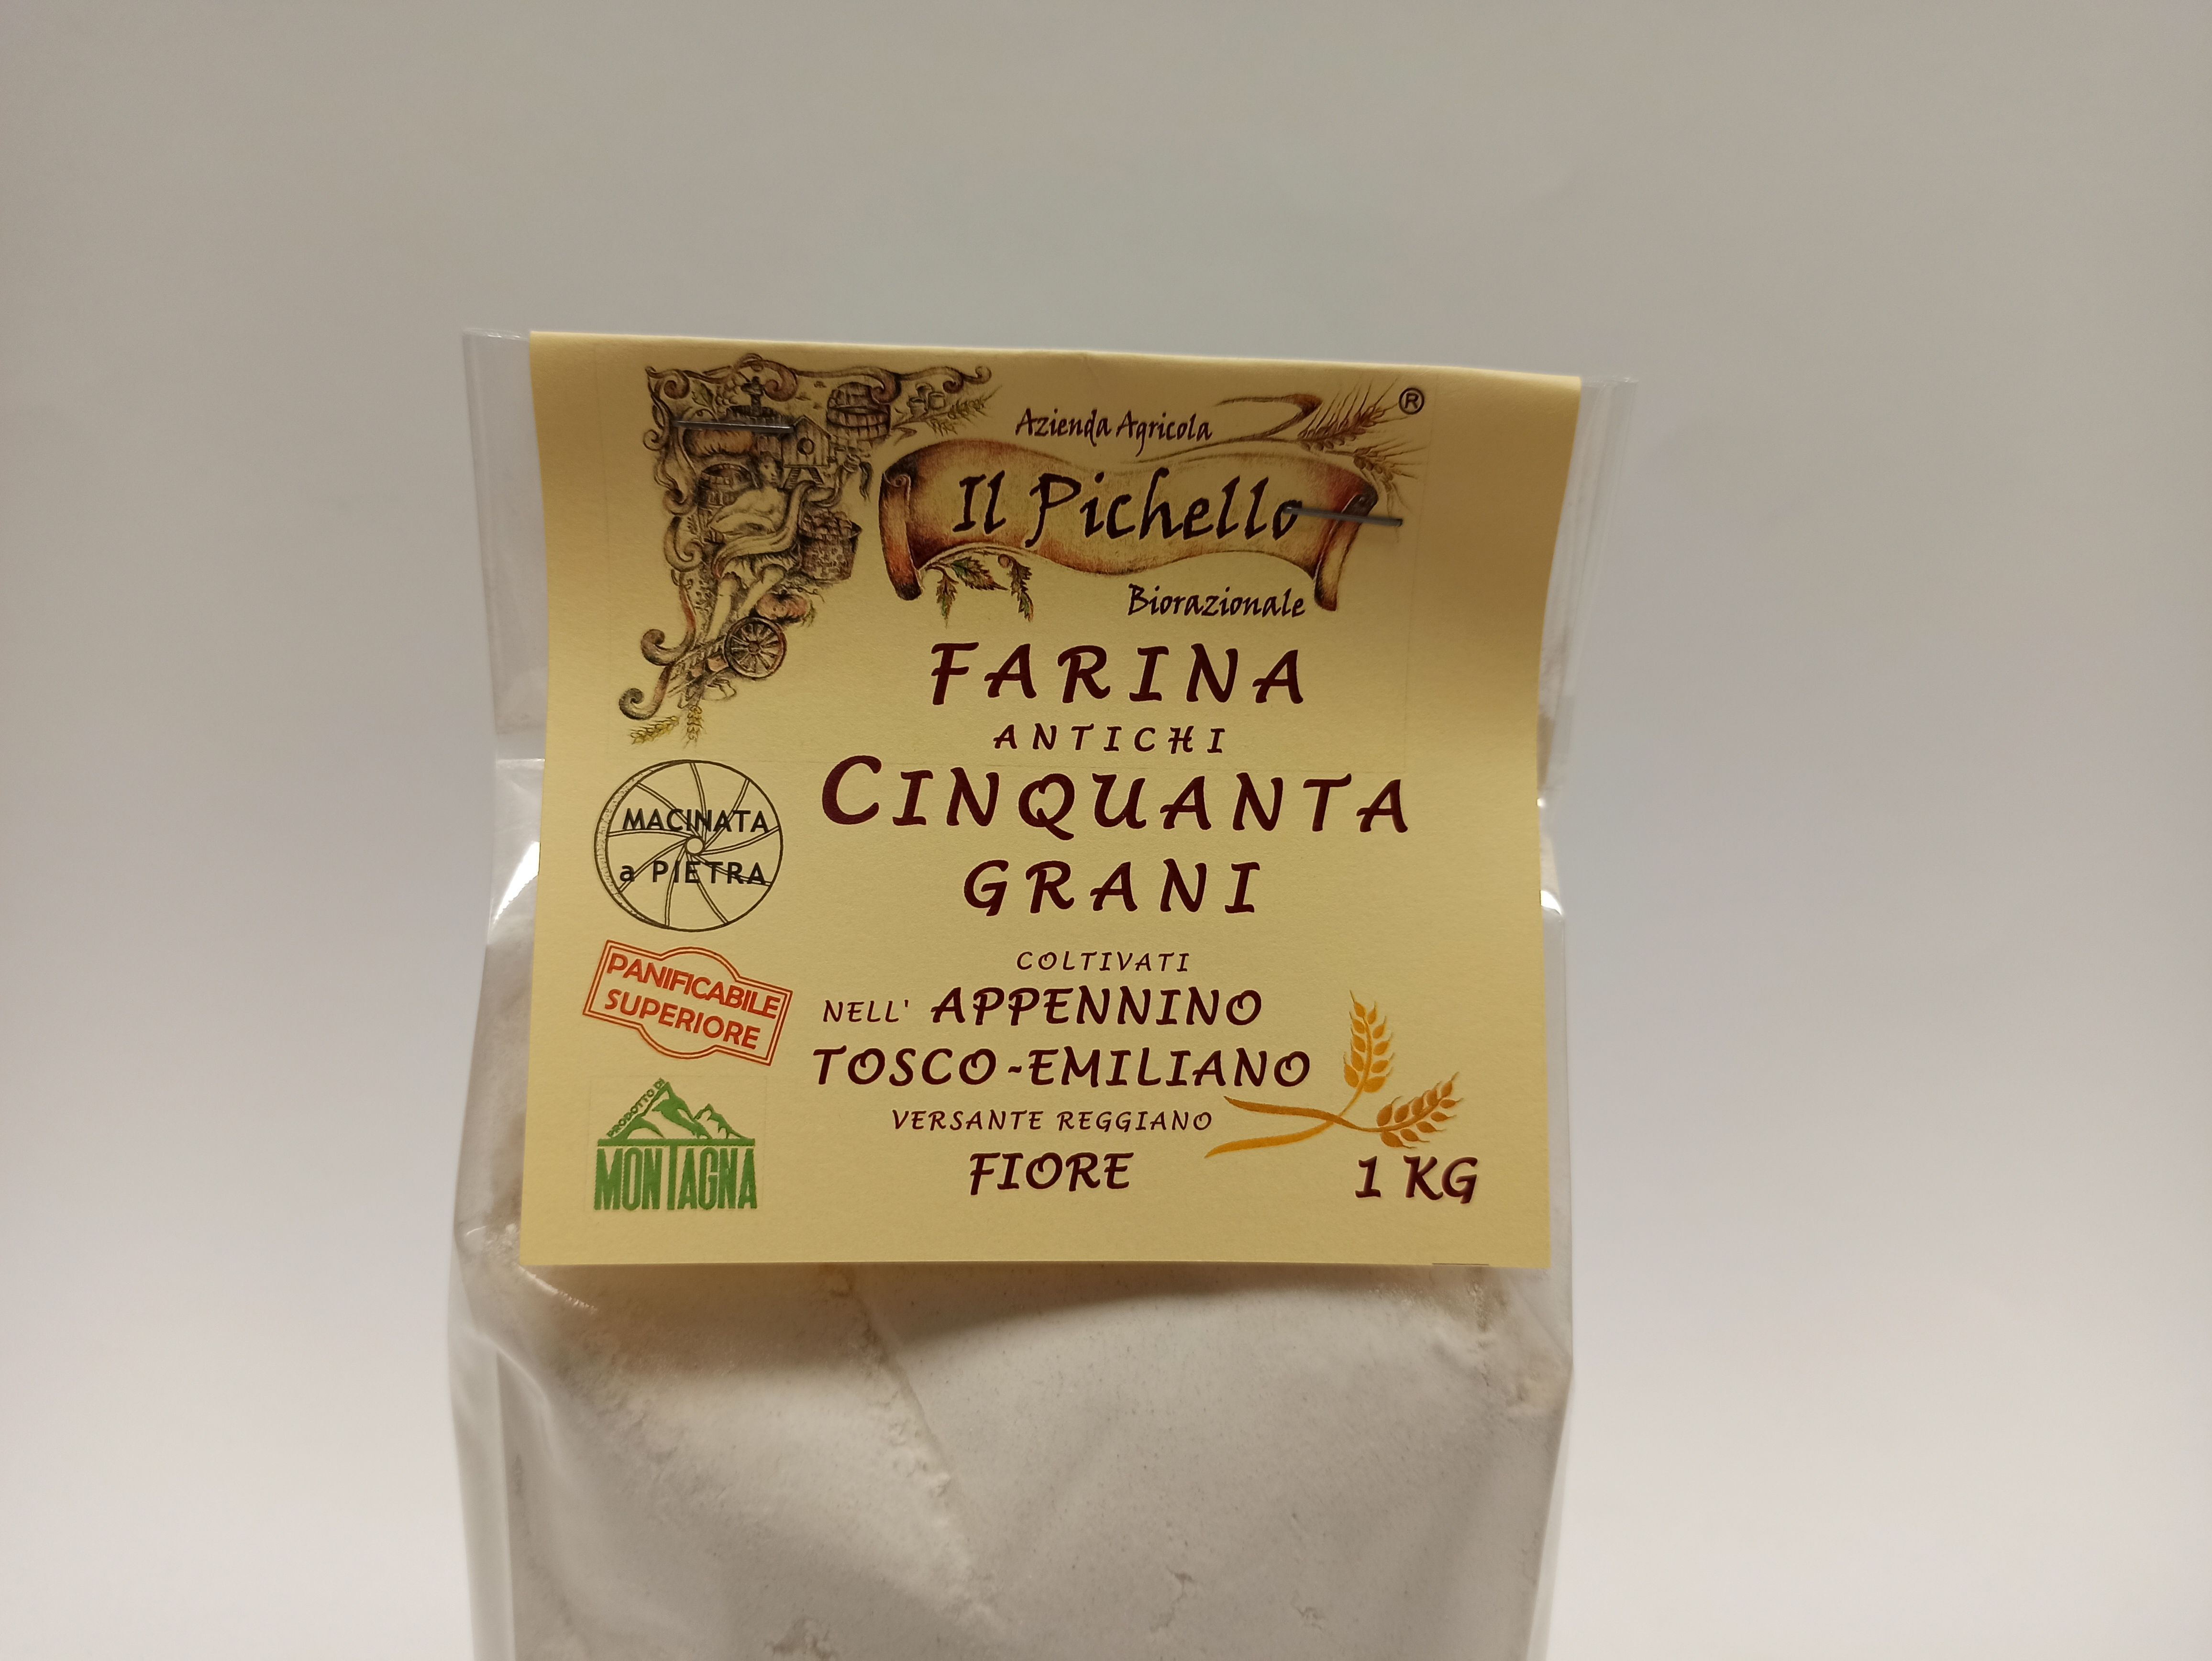 Azienda Agricola
®
Il Pichello
Biorazionale
FARINA
ANTICHI
CINQUANTA
GRANI
MACINATA
a PIETRA
PANIFICABILE
SUPERIORE
COLTIVATI
NELL' APPENNINO
TOSCO-EMILIANO
VERSANTE REGGIANO
FIORE
1 KG
PRODOTTO DI
MONTAGNA